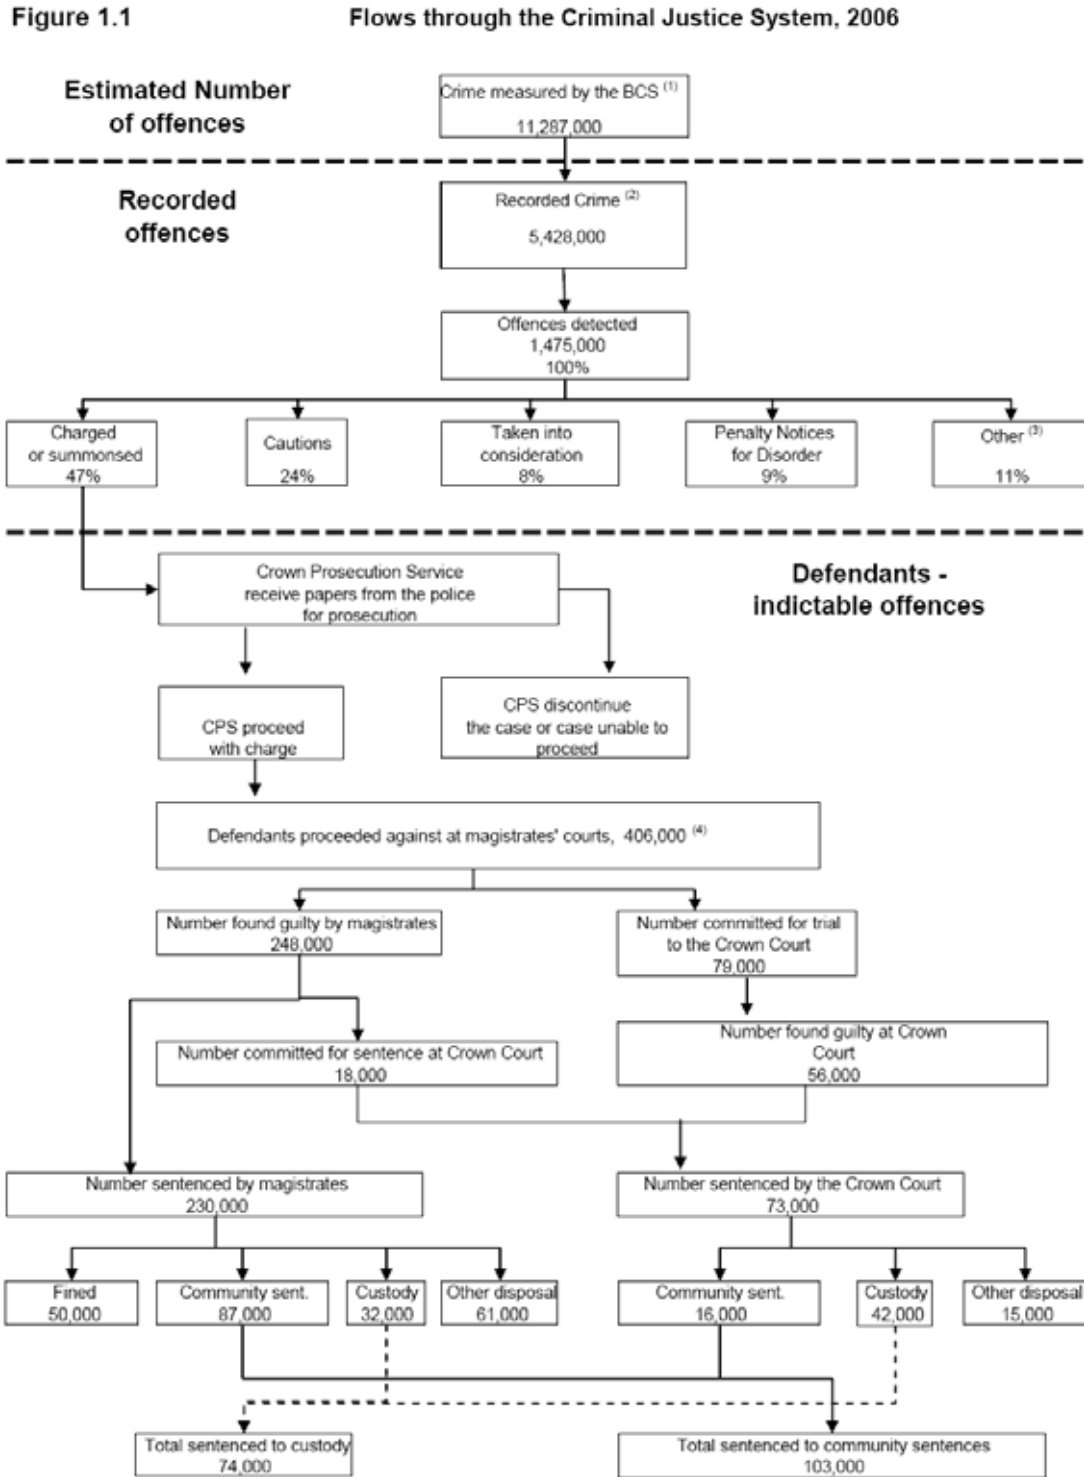 Figure 1.1
Flows through the Criminal Justice System, 2006
Estimated Number
of offences
Crime measured by the BCS (1)
11,287,000
Recorded
offences
Recorded Crime (2)
5,428,000
Offences detected
1,475,000
100%
Charged
or summonsed
47%
Cautions
24%
Taken into
consideration
8%
Penalty Notices
for Disorder
9%
Other (3)
11%
Defendants -
indictable offences
Crown Prosecution Service
receive papers from the police
for prosecution
CPS proceed
with charge
CPS discontinue
the case or case unable to
proceed
Defendants proceeded against at magistrates' courts, 406,000 (4)
Number found guilty by magistrates
248,000
Number committed for trial
to the Crown Court
79,000
Number committed for sentence at Crown Court
18,000
Number found guilty at Crown
Court
56,000
Number sentenced by magistrates
230,000
Number sentenced by the Crown Court
73,000
Fined
50,000
Community sent.
87,000
Custody
32,000
Other disposal
61,000
Community sent.
16,000
Custody
42,000
Other disposal
15,000
Total sentenced to custody
74,000
Total sentenced to community sentences
103,000